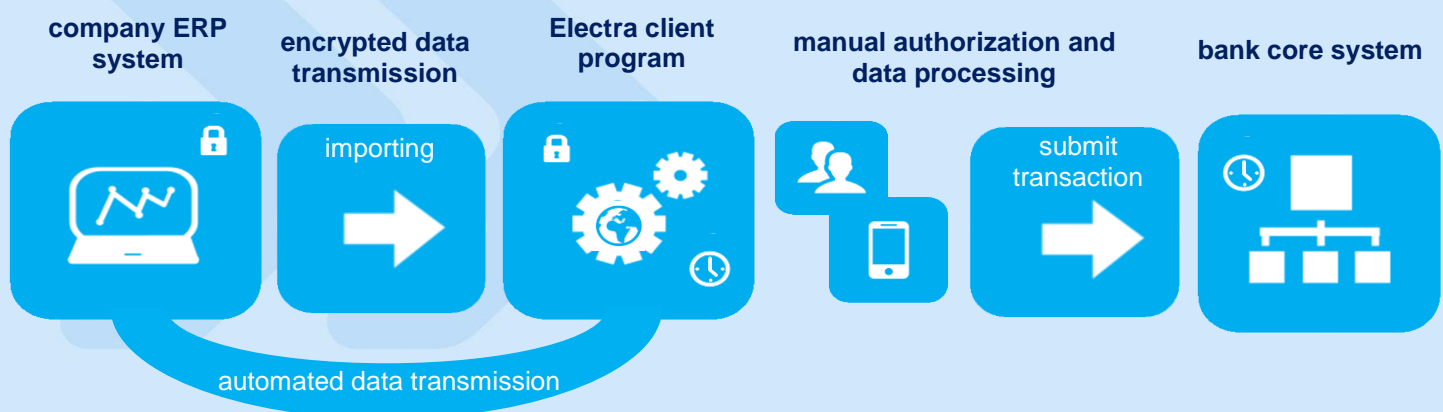 company ERP
system
encrypted data
transmission
Electra client
program
manual authorization and
data processing
bank core system
importing
submit
transaction
automated data transmission